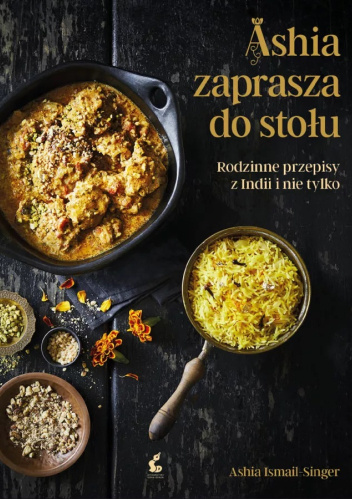 Ashia
zaprasza
do stołu
Rodzinne przepisy
z Indii i nie tylko
Ashia Ismail-Singer